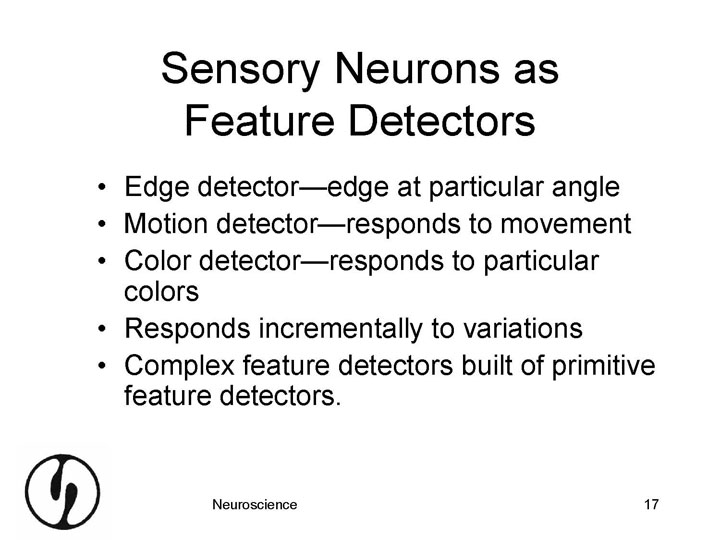 Sensory Neurons as
Feature Detectors
• Edge detector—edge at particular angle
• Motion detector—responds to movement
• Color detector—responds to particular
colors
• Responds incrementally to variations
• Complex feature detectors built of primitive
feature detectors.
Neuroscience
17